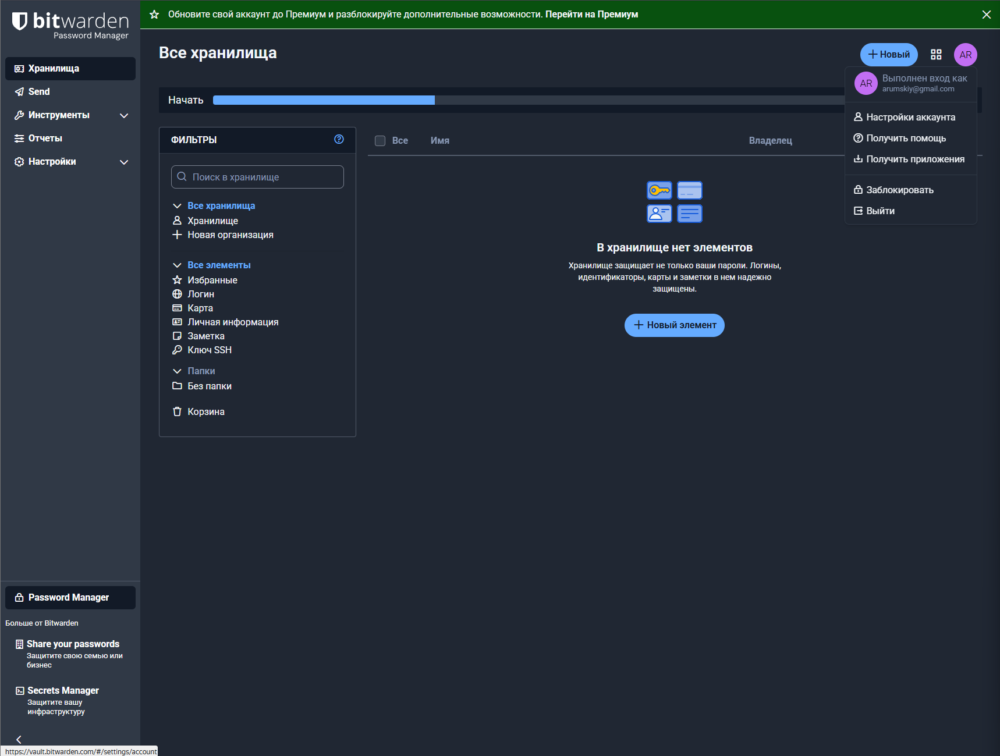 bitwarden
Password Manager
Хранилища
Send
Инструменты
Отчеты
Настройки
Password Manager
Больше от Bitwarden
Share your passwords
Защитите свою семью или
бизнес
Secrets Manager
Защитите вашу
инфраструктуру
https://vault.bitwarden.com/#/settings/account
Обновите свой аккаунт до Премиум и разблокируйте дополнительные возможности. Перейти на Премиум
Все хранилища
Новый
AR
Начать
ФИЛЬТРЫ
Поиск в хранилище
Все хранилища
Хранилище
Новая организация
Все элементы
Избранные
Логин
Карта
Личная информация
Заметка
Ключ SSH
Папки
Без папки
Корзина
Все Имя Владелец
В хранилище нет элементов
Хранилище защищает не только ваши пароли. Логины,
идентификаторы, карты и заметки в нем надежно
защищены.
Новый элемент
AR
Выполнен вход как
arumskiy@gmail.com
Настройки аккаунта
Получить помощь
Получить приложения
Заблокировать
Выйти